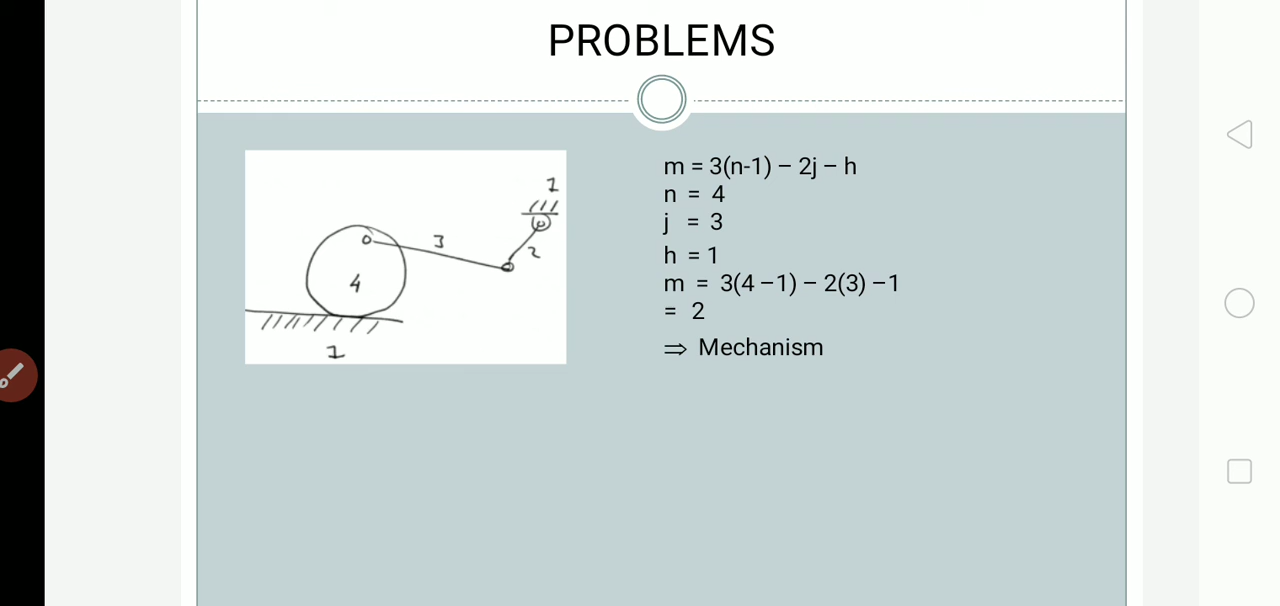 PROBLEMS
1
3
2
4
1
m = 3(n-1) – 2j – h
n = 4
j = 3
h = 1
m = 3(4 –1) – 2(3) –1
= 2
⇒ Mechanism